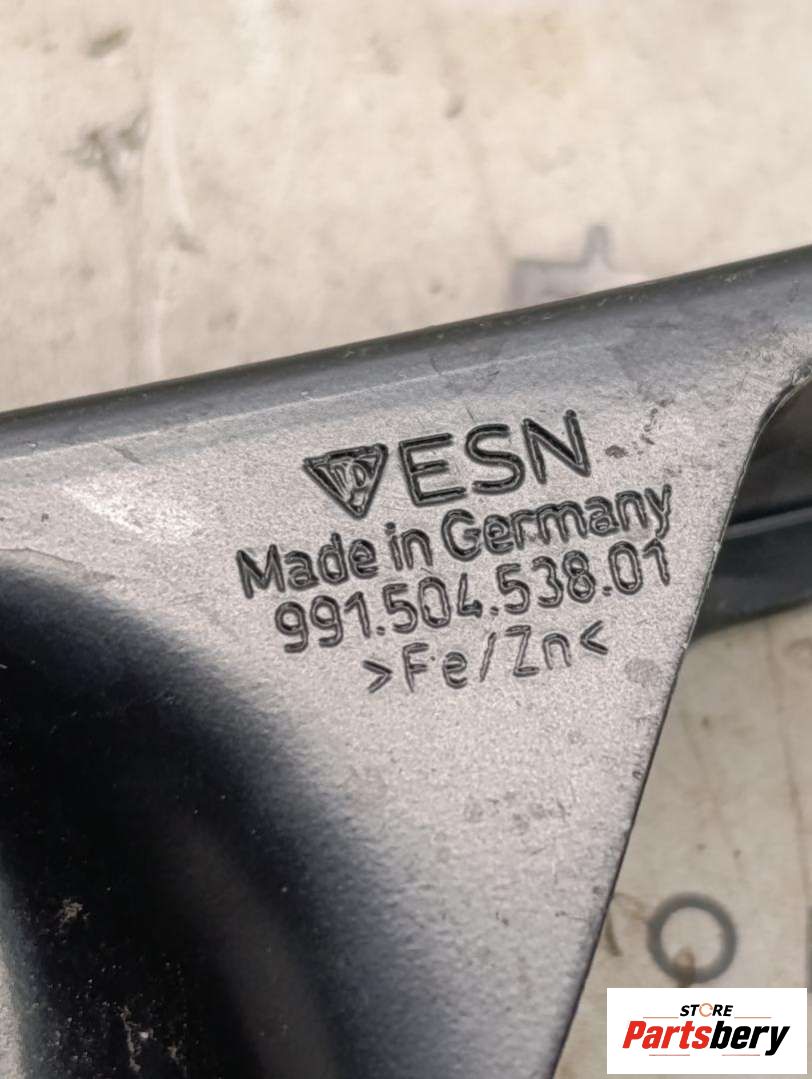 ESN
Made in Germany
991.504.538.01
>Fe/Zn<
STORE
Partsbery